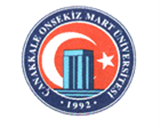 ÇANAKKALE ONSEKİZ MART ÜNİVERSİTESİ
• 1992 •